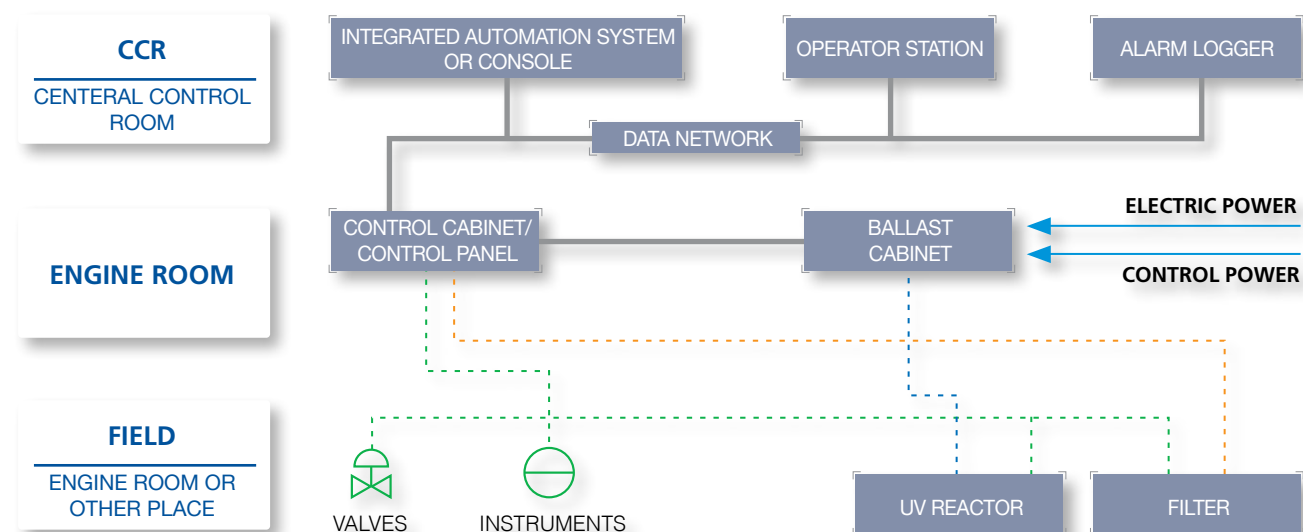 CCR
CENTERAL CONTROL
ROOM
INTEGRATED AUTOMATION SYSTEM
OR CONSOLE
OPERATOR STATION
ALARM LOGGER
DATA NETWORK
ENGINE ROOM
CONTROL CABINET/
CONTROL PANEL
BALLAST
CABINET
ELECTRIC POWER
CONTROL POWER
FIELD
ENGINE ROOM OR
OTHER PLACE
VALVES
INSTRUMENTS
UV REACTOR
FILTER